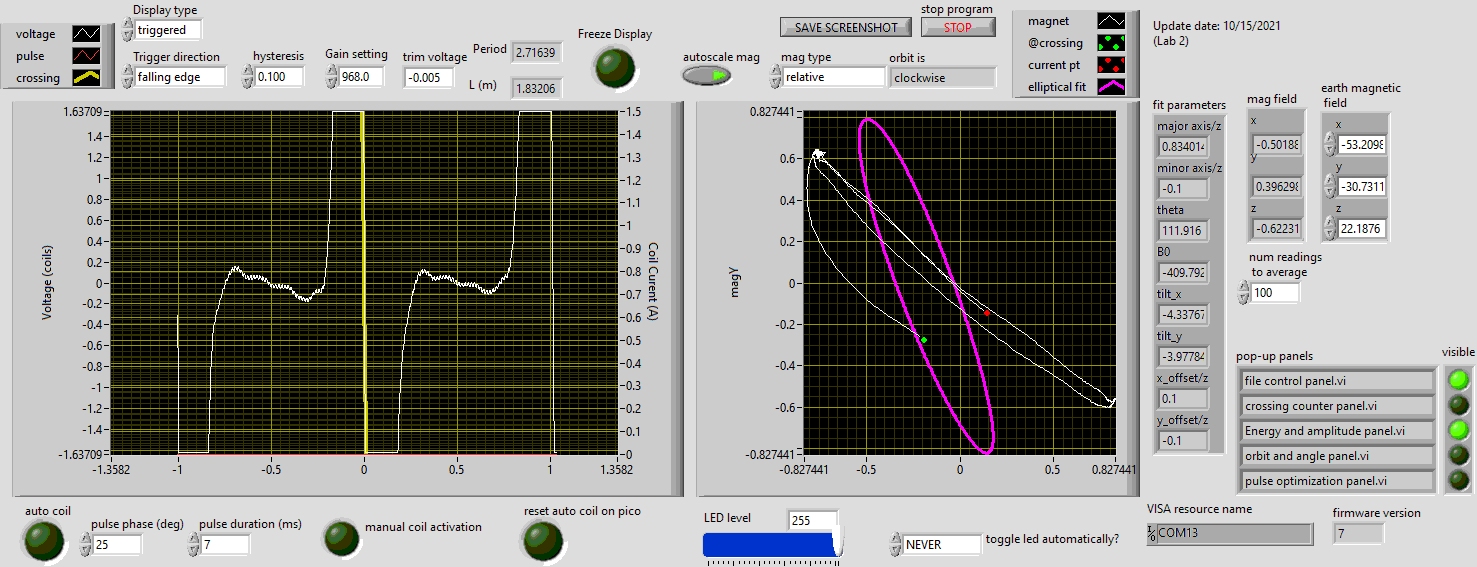 Display type
triggered
voltage
pulse
crossing
Trigger direction
falling edge
hysteresis
0.100
Gain setting
968.0
trim voltage
-0.005
Period
2.71639
L (m)
1.83206
Freeze Display
SAVE SCREENSHOT
stop program
STOP
autoscale mag
mag type
relative
orbit is
clockwise
magnet
@crossing
current pt
elliptical fit
Update date: 10/15/2021
(Lab 2)
Voltage (coils)
1.63709
1.4
1.2
1
0.8
0.6
0.4
0.2
0
-0.2
-0.4
-0.6
-0.8
-1
-1.2
-1.4
-1.63709
-1.3582
-1
-0.5
0
0.5
1
1.3582
Coil Current (A)
1.5
1.4
1.3
1.2
1.1
1
0.9
0.8
0.7
0.6
0.5
0.4
0.3
0.2
0.1
0
magY
0.827441
0.6
0.4
0.2
0
-0.2
-0.4
-0.6
-0.827441
-0.827441
-0.5
0
0.5
0.827441
fit parameters
major axis/z
0.83401
minor axis/z
-0.1
theta
111.916
B0
-409.792
tilt_x
-4.3376
tilt_y
-3.9778
x_offset/z
0.1
y_offset/z
-0.1
mag field
x
-0.5018
y
0.39629
z
-0.62231
earth magnetic
field
x
-53.209
y
-30.7311
z
22.1876
num readings
to average
100
pop-up panels
visible
file control panel.vi
crossing counter panel.vi
Energy and amplitude panel.vi
orbit and angle panel.vi
pulse optimization panel.vi
auto coil
pulse phase (deg)
25
pulse duration (ms)
7
manual coil activation
reset auto coil on pico
LED level
255
NEVER
toggle led automatically?
VISA resource name
COM13
firmware version
7